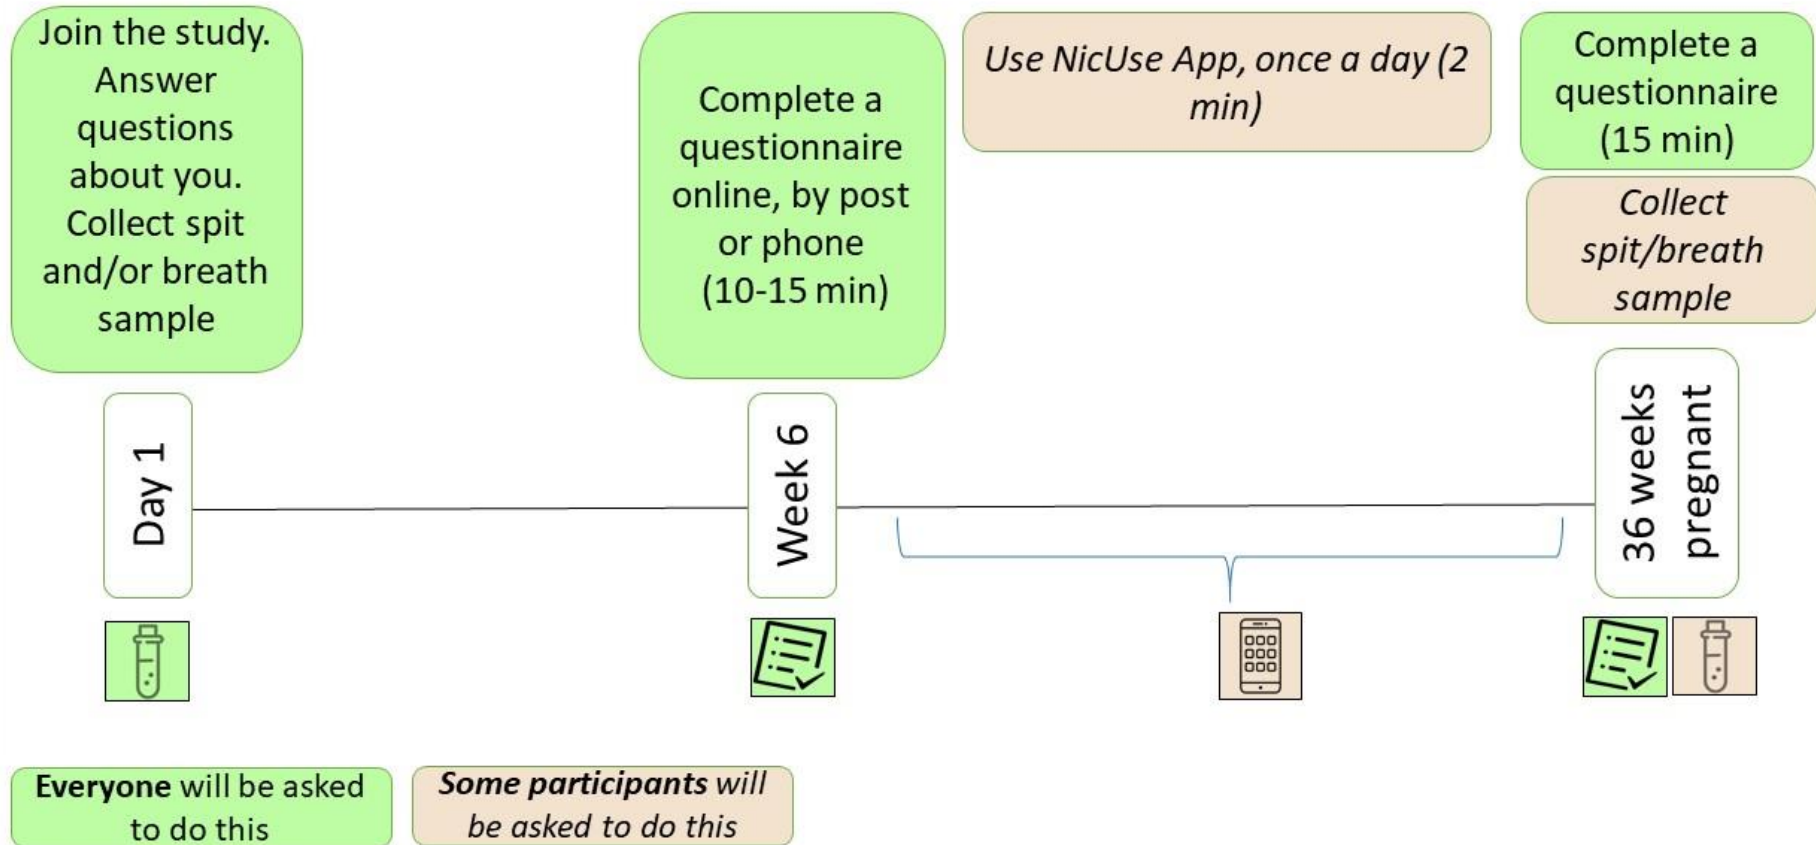 Join the study.
Answer
questions
about you.
Collect spit
and/or breath
sample
Complete a
questionnaire
online, by post
or phone
(10-15 min)
Use NicUse App, once a day (2
min)
Complete a
questionnaire
(15 min)
Collect
spit/breath
sample
Day 1
Week 6
36 weeks
pregnant
Everyone will be asked
to do this
Some participants will
be asked to do this